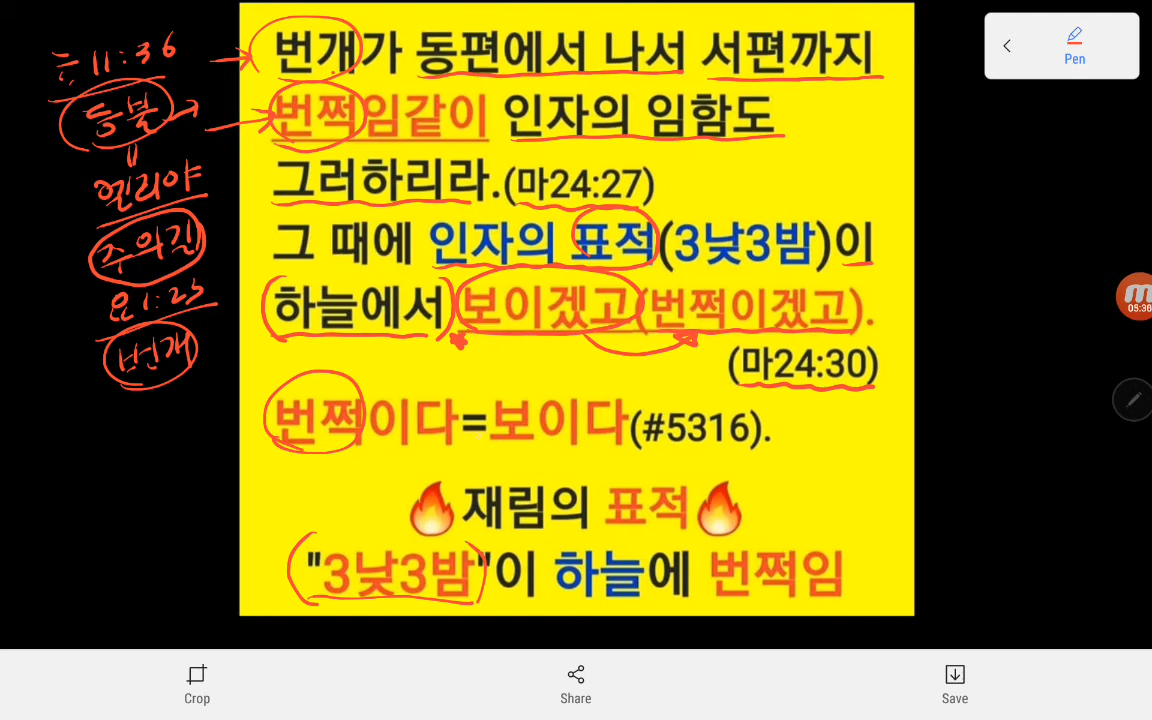 번개가 동편에서 나서 서편까지
번쩍임같이 인자의 임함도
그러하리라.(마24:27)
그 때에 인자의 표적(3낮3밤)이
하늘에서 보이겠고(번쩍이겠고).
(마24:30)
번쩍이다=보이다(#5316).
🔥재림의 표적🔥
"3낮3밤"이 하늘에 번쩍임
11:36
등불
엘리야
주의길
요1:23
번개
Pen
05:36
Crop
Share
Save